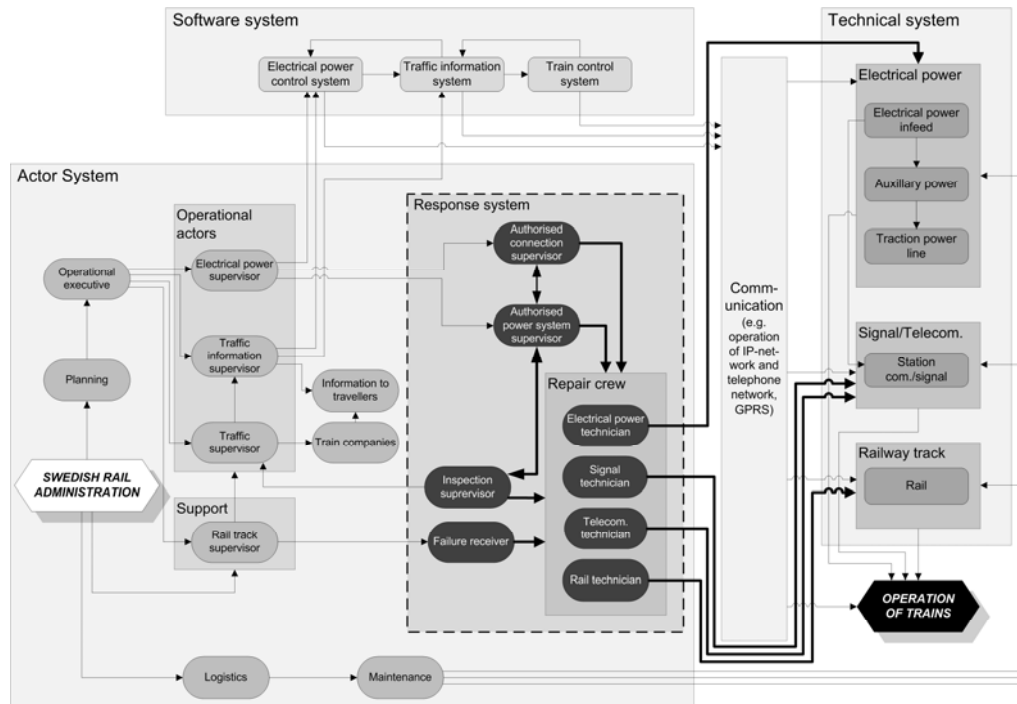 Software system
Electrical power
control system
Traffic information
system
Train control
system
Technical system
Electrical power
Electrical power
infeed
Auxillary power
Traction power
line
Actor System
Operational
actors
Electrical power
supervisor
Operational
executive
Traffic
information
supervisor
Planning
Information to
travellers
Traffic
supervisor
Train companies
SWEDISH RAIL
ADMINISTRATION
Support
Rail track
supervisor
Logistics
Maintenance
Response system
Authorised
connection
supervisor
Authorised
power system
supervisor
Repair crew
Electrical power
technician
Signal
technician
Inspection
suprervisor
Telecom.
technician
Failure receiver
Rail technician
Comm-
unication
(e.g.
operation
of IP-net-
work and
telephone
network,
GPRS)
Signal/Telecom.
Station
com./signal
Railway track
Rail
OPERATION
OF TRAINS